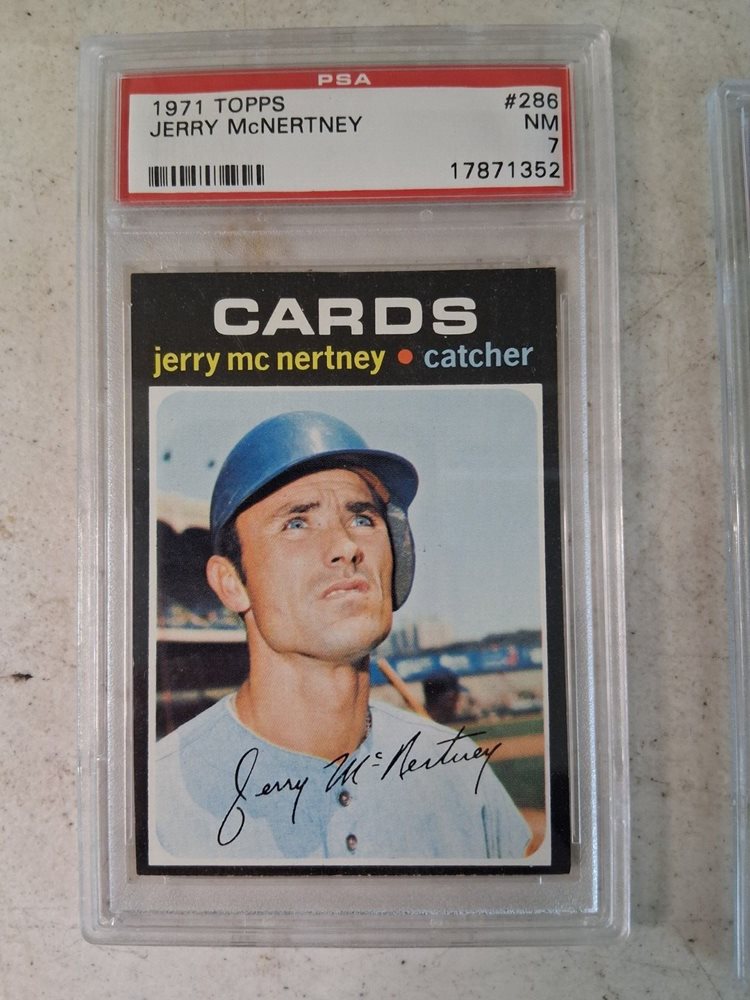 PSA
1971 TOPPS #286
JERRY McNERTNEY NM
7
17871352
CARDS
jerry mc nertney • catcher
Jerry McNertney